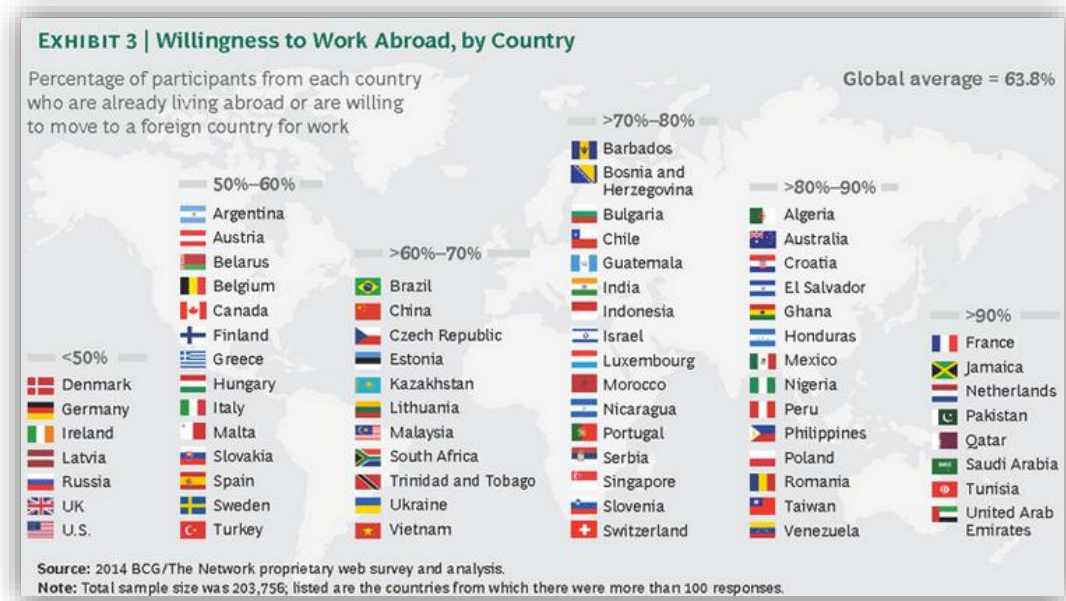 EXHIBIT 3 | Willingness to Work Abroad, by Country
Percentage of participants from each country
who are already living abroad or are willing
to move to a foreign country for work
Global average = 63.8%
<50%
Denmark
Germany
Ireland
Latvia
Russia
UK
U.S.
50%–60%
Argentina
Austria
Belarus
Belgium
Canada
Finland
Greece
Hungary
Italy
Malta
Slovakia
Spain
Sweden
Turkey
>60%–70%
Brazil
China
Czech Republic
Estonia
Kazakhstan
Lithuania
Malaysia
South Africa
Trinidad and Tobago
Ukraine
Vietnam
>70%–80%
Barbados
Bosnia and
Herzegovina
Bulgaria
Chile
Guatemala
India
Indonesia
Israel
Luxembourg
Morocco
Nicaragua
Portugal
Serbia
Singapore
Slovenia
Switzerland
>80%–90%
Algeria
Australia
Croatia
El Salvador
Ghana
Honduras
Mexico
Nigeria
Peru
Philippines
Poland
Romania
Taiwan
Venezuela
>90%
France
Jamaica
Netherlands
Pakistan
Qatar
Saudi Arabia
Tunisia
United Arab
Emirates
Source: 2014 BCG/The Network proprietary web survey and analysis.
Note: Total sample size was 203,756; listed are the countries from which there were more than 100 responses.